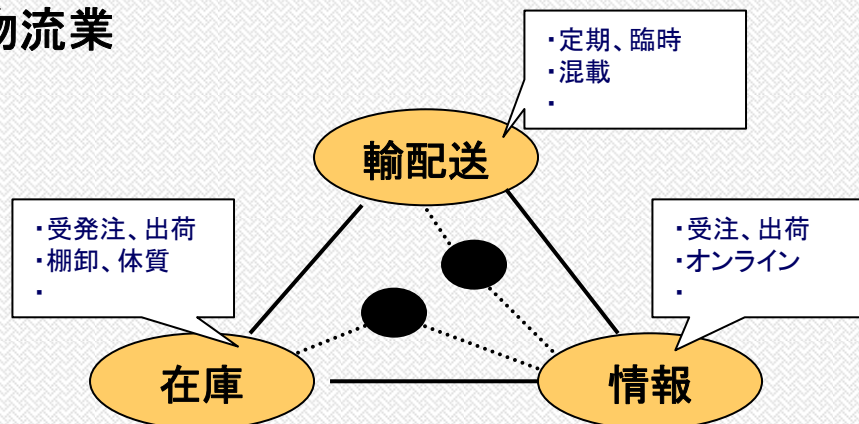 物流業
・定期、臨時
・混載
・
輸配送
・受発注、出荷
・棚卸、体質
・
・受注、出荷
・オンライン
・
在庫
情報